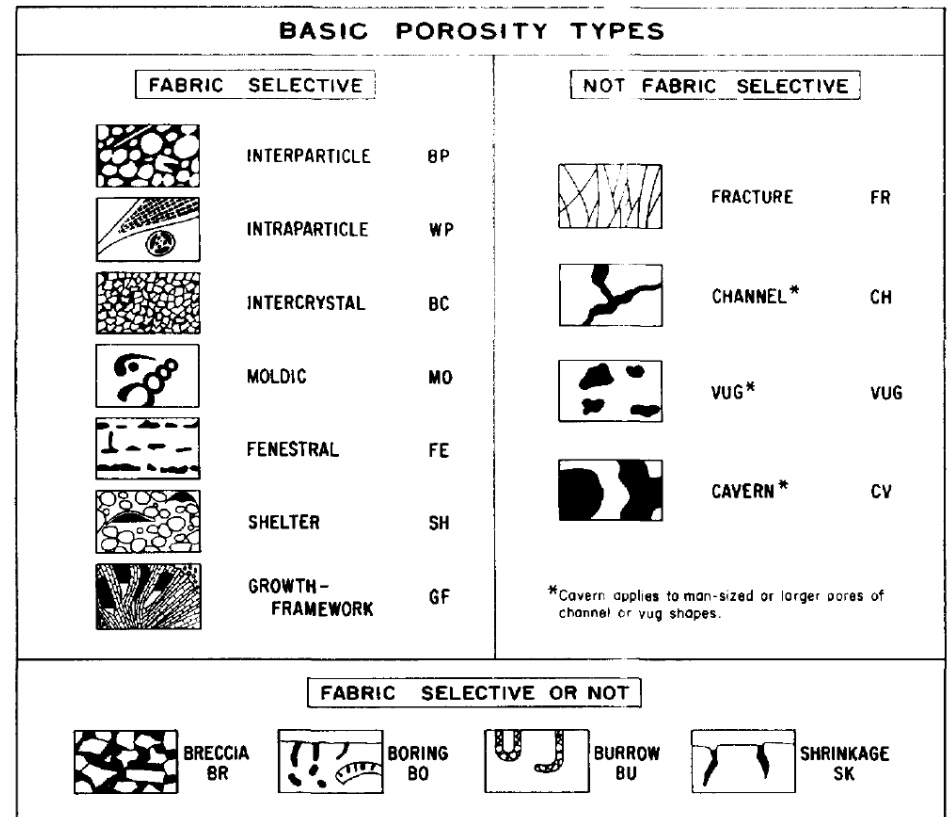 BASIC POROSITY TYPES
FABRIC SELECTIVE
INTERPARTICLE BP
INTRAPARTICLE WP
INTERCRYSTAL BC
MOLDIC MO
FENESTRAL FE
SHELTER SH
GROWTH-
FRAMEWORK GF
NOT FABRIC SELECTIVE
FRACTURE FR
CHANNEL* CH
VUG* VUG
CAVERN* CV
*Cavern applies to man-sized or larger pores of
channel or vug shapes.
FABRIC SELECTIVE OR NOT
BRECCIA
BR
BORING
BO
BURROW
BU
SHRINKAGE
SK